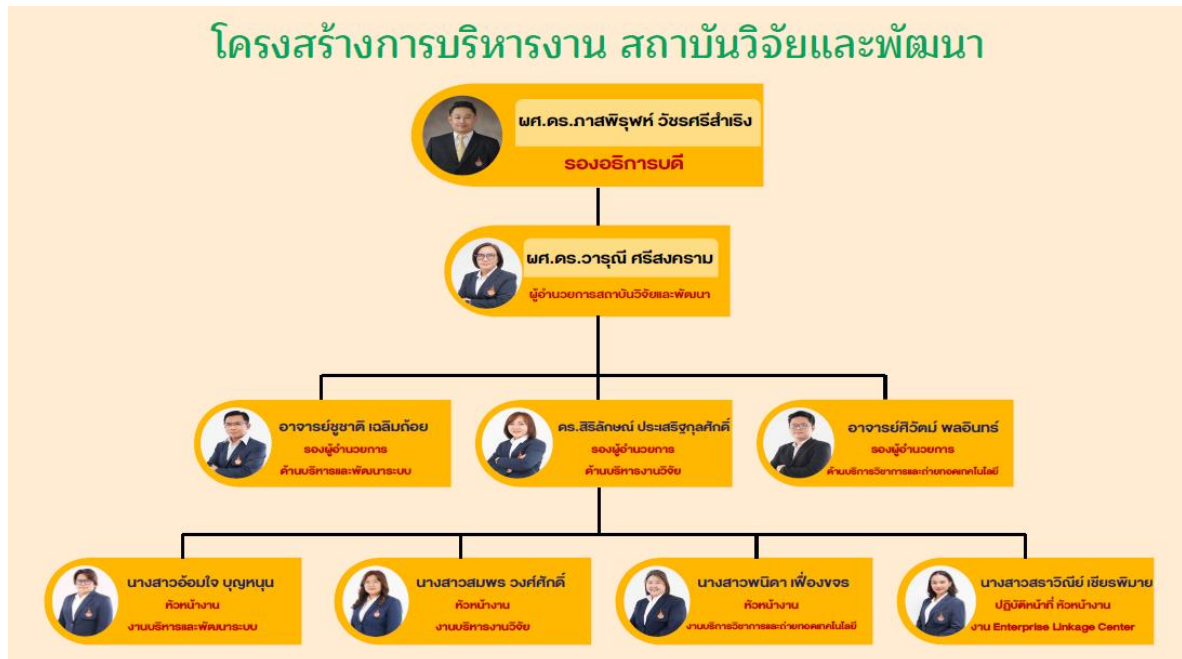 โครงสร้างการบริหารงาน สถาบันวิจัยและพัฒนา
ผศ.ดร.ภาสพิรุฬห์ วัชรศรีสำเริง
รองอธิการบดี
ผศ.ดร.วารุณี ศรีสงคราม
ผู้อำนวยการสถาบันวิจัยและพัฒนา
อาจารย์ชูชาติ เฉลิมถ้อย
รองผู้อำนวยการ
ด้านบริหารและพัฒนาระบบ
ดร.สิริลักษณ์ ประเสริฐกุลศักดิ์
รองผู้อำนวยการ
ด้านบริหารงานวิจัย
อาจารย์ศิวัตม์ พลอินทร์
รองผู้อำนวยการ
ด้านบริการวิชาการและถ่ายทอดเทคโนโลยี
นางสาวอ้อมใจ บุญหนุน
หัวหน้างาน
งานบริหารและพัฒนาระบบ
นางสาวสมพร วงศ์ศักดิ์
หัวหน้างาน
งานบริหารงานวิจัย
นางสาวพนิดา เฟื่องขจร
หัวหน้างาน
งานบริการวิชาการและถ่ายทอดเทคโนโลยี
นางสาวสราวิณีย์ เชียรพิมาย
ปฏิบัติหน้าที่ หัวหน้างาน
งาน Enterprise Linkage Center